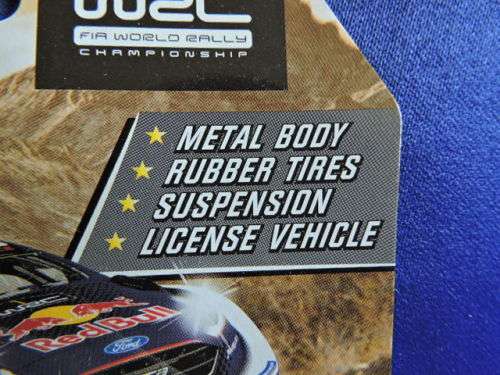 WRC
FIA WORLD RALLY
CHAMPIONSHIP
METAL BODY
RUBBER TIRES
SUSPENSION
LICENSE VEHICLE
Red Bull
Ford